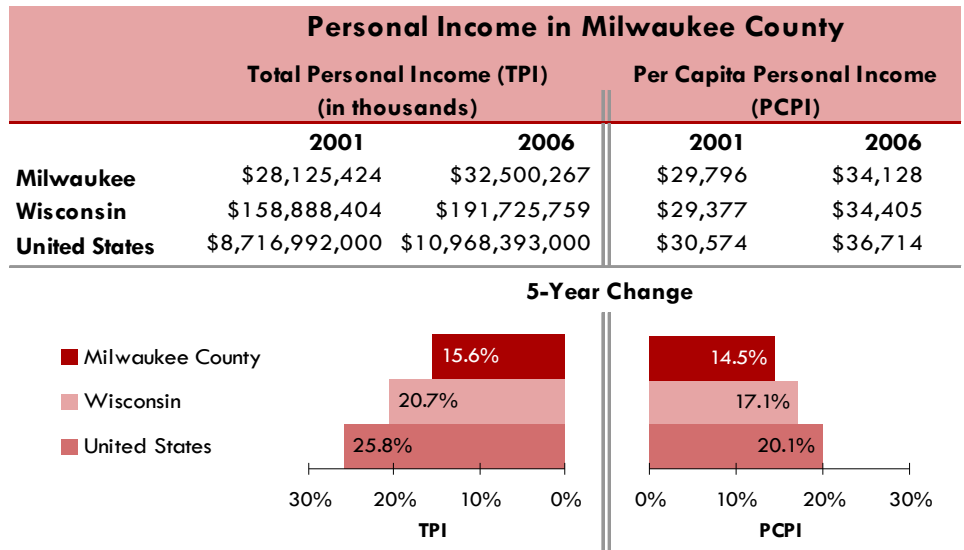 Personal Income in Milwaukee County
Total Personal Income (TPI) Per Capita Personal Income
(in thousands) (PCPI)
2001 2006 2001 2006
Milwaukee $28,125,424 $32,500,267 $29,796 $34,128
Wisconsin $158,888,404 $191,725,759 $29,377 $34,405
United States $8,716,992,000 $10,968,393,000 $30,574 $36,714
5-Year Change
Milwaukee County 15.6% 14.5%
Wisconsin 20.7% 17.1%
United States 25.8% 20.1%
30% 20% 10% 0% 0% 10% 20% 30%
TPI PCPI